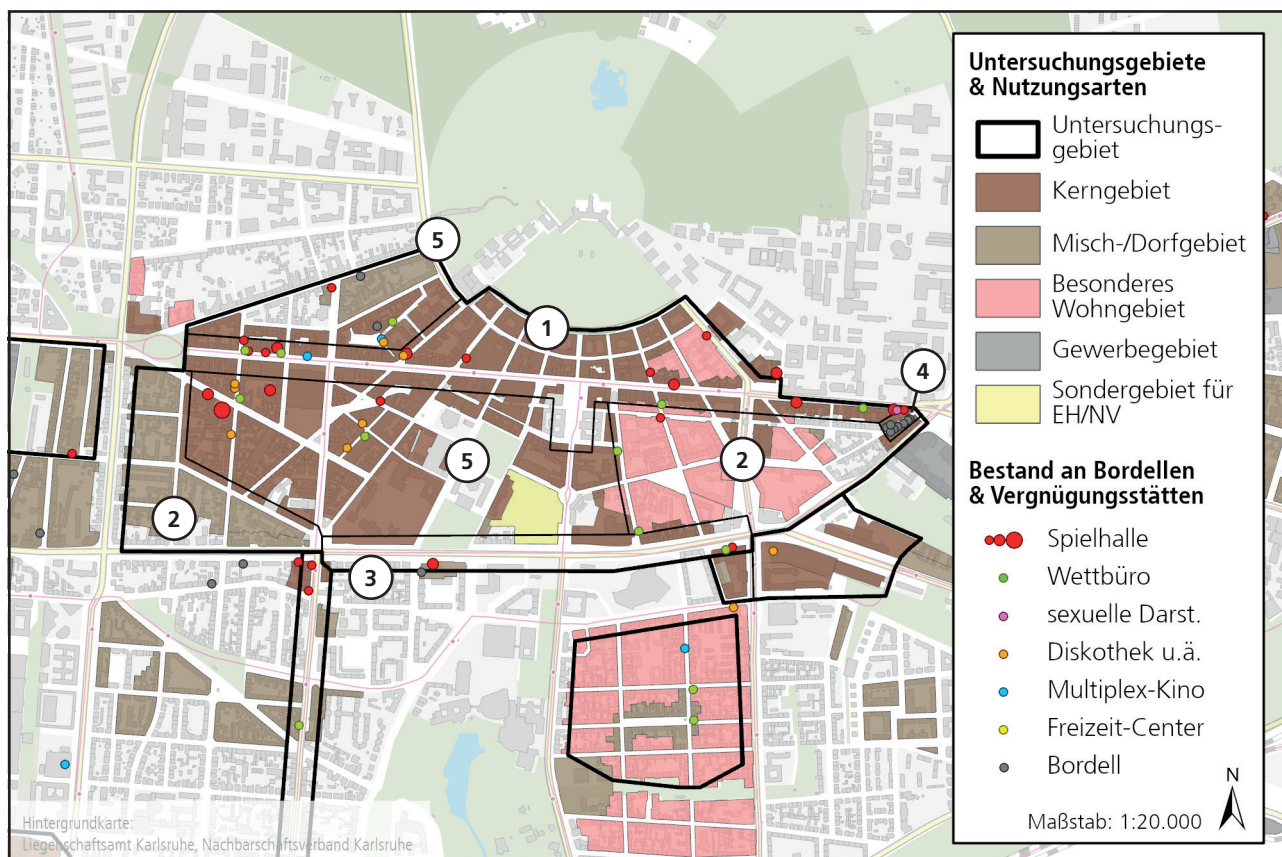 5
1
4
5
2
2
3
Untersuchungsgebiete
& Nutzungsarten
Untersuchungs-
gebiet
Kerngebiet
Misch-/Dorfgebiet
Besonderes
Wohngebiet
Gewerbegebiet
Sondergebiet für
EH/NV
Bestand an Bordellen
& Vergnügungsstätten
Spielhalle
Wettbüro
sexuelle Darst.
Diskothek u.ä.
Multiplex-Kino
Freizeit-Center
Bordell
N
Maßstab: 1:20.000
Hintergrundkarte:
Liegenschaftsamt Karlsruhe, Nachbarschaftsverband Karlsruhe